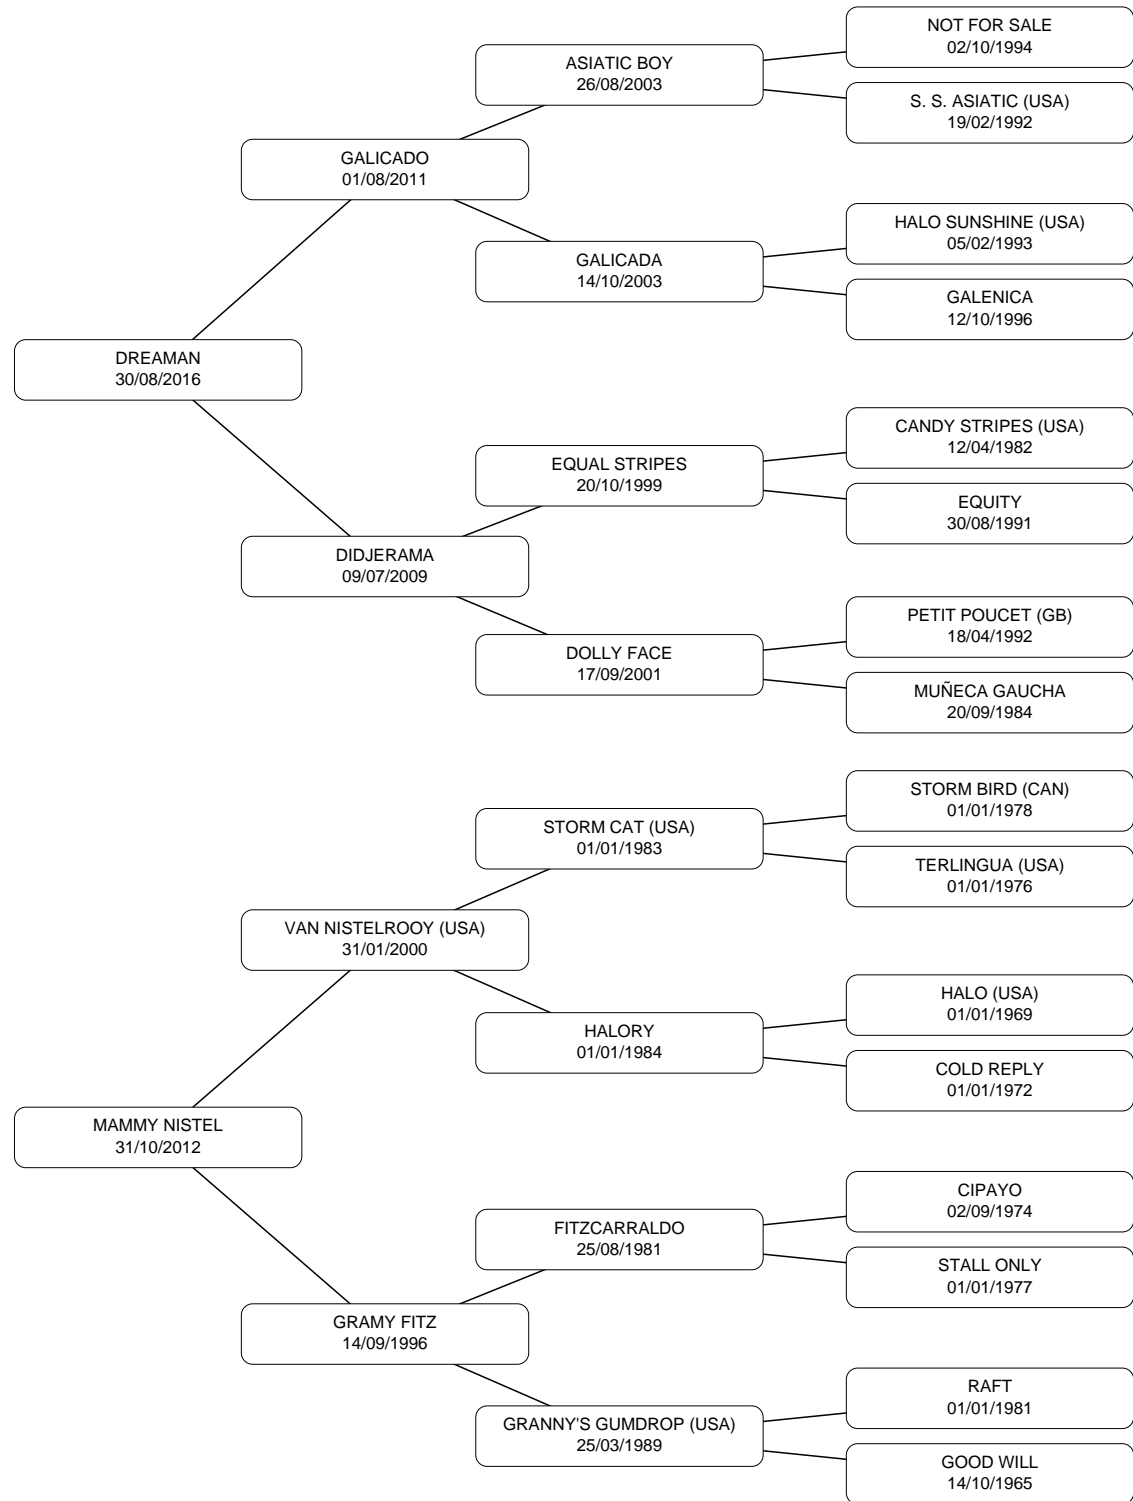 NOT FOR SALE
02/10/1994
ASIATIC BOY
26/08/2003
S. S. ASIATIC (USA)
19/02/1992
GALICADO
01/08/2011
HALO SUNSHINE (USA)
05/02/1993
GALICADA
14/10/2003
GALENICA
12/10/1996
DREAMAN
30/08/2016
CANDY STRIPES (USA)
12/04/1982
EQUAL STRIPES
20/10/1999
EQUITY
30/08/1991
DIDJERAMA
09/07/2009
PETIT POUCET (GB)
18/04/1992
DOLLY FACE
17/09/2001
MUÑECA GAUCHA
20/09/1984
STORM BIRD (CAN)
01/01/1978
STORM CAT (USA)
01/01/1983
TERLINGUA (USA)
01/01/1976
VAN NISTELROOY (USA)
31/01/2000
HALO (USA)
01/01/1969
HALORY
01/01/1984
COLD REPLY
01/01/1972
MAMMY NISTEL
31/10/2012
CIPAYO
02/09/1974
FITZCARRALDO
25/08/1981
STALL ONLY
01/01/1977
GRAMY FITZ
14/09/1996
RAFT
01/01/1981
GRANNY'S GUMDROP (USA)
25/03/1989
GOOD WILL
14/10/1965